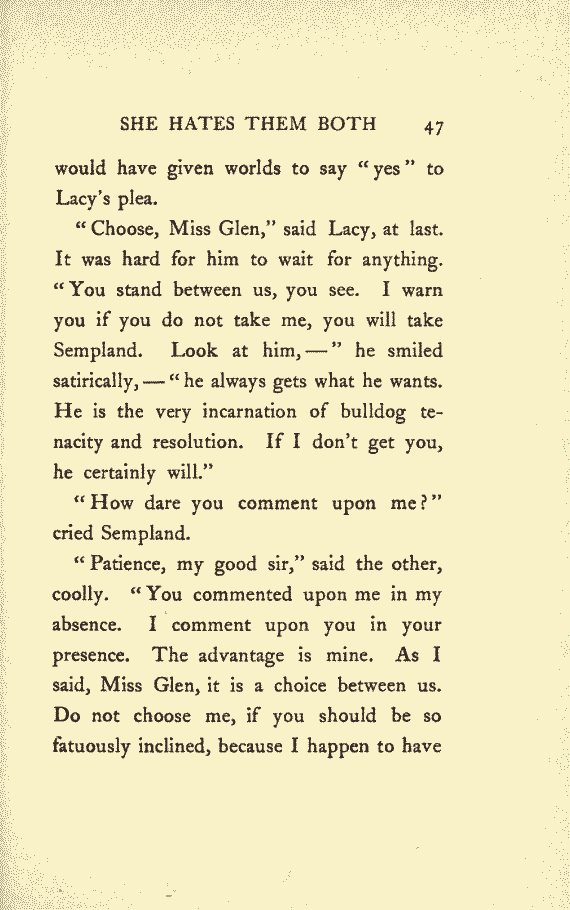 SHE HATES THEM BOTH 47
would have given worlds to say “ yes ” to
Lacy’s plea.
“ Choose, Miss Glen,” said Lacy, at last.
It was hard for him to wait for anything.
“ You stand between us, you see. I warn
you if you do not take me, you will take
Sempland. Look at him, — ” he smiled
satirically, — “ he always gets what he wants.
He is the very incarnation of bulldog te-
nacity and resolution. If I don’t get you,
he certainly will.”
“ How dare you comment upon me ? ”
cried Sempland.
“ Patience, my good sir,” said the other,
coolly. “ You commented upon me in my
absence. I comment upon you in your
presence. The advantage is mine. As I
said, Miss Glen, it is a choice between us.
Do not choose me, if you should be so
fatuously inclined, because I happen to have